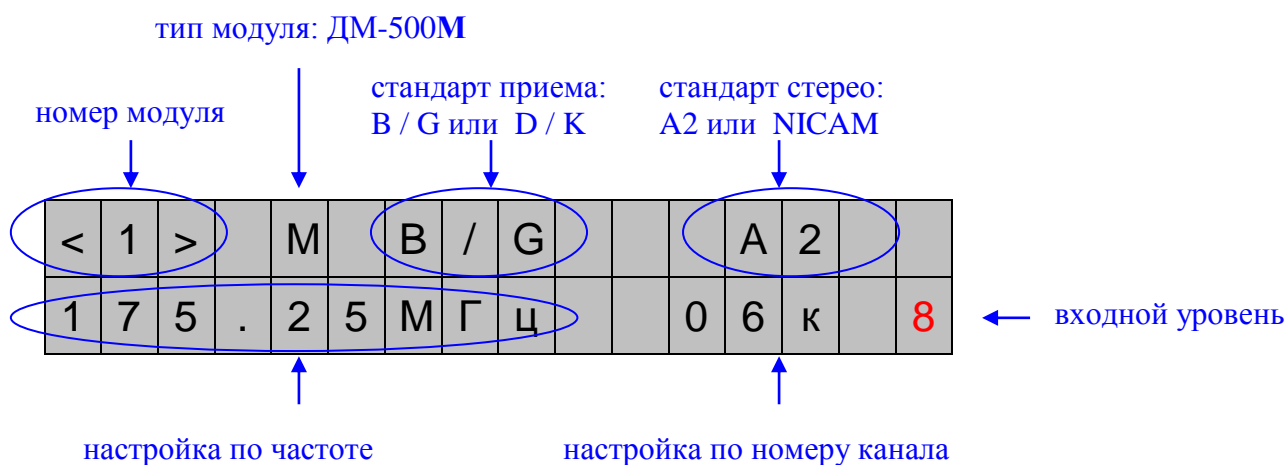 тип модуля: ДМ-500М
стандарт приема:
B / G или D / K
стандарт стерео:
А2 или NICAM
номер модуля
< 1 > M B / G A 2
1 7 5 . 2 5 М Г ц 0 6 к 8
входной уровень
настройка по частоте
настройка по номеру канала